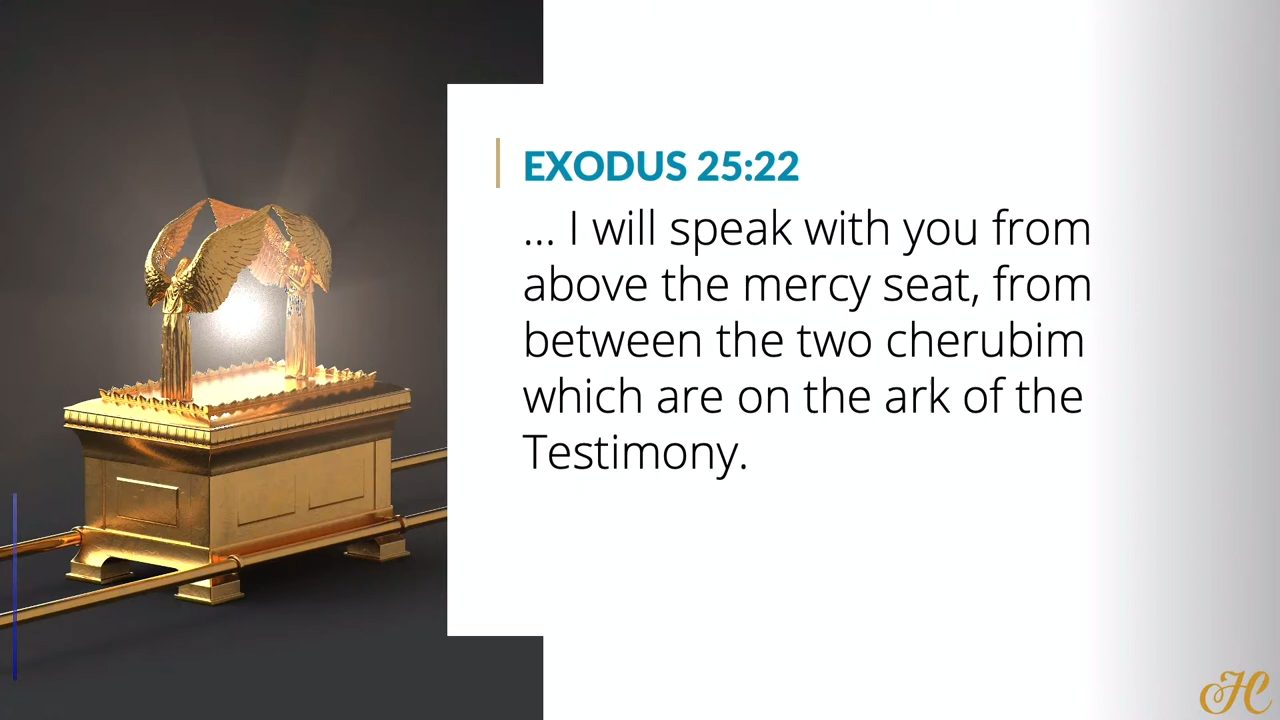 EXODUS 25:22
... I will speak with you from
above the mercy seat, from
between the two cherubim
which are on the ark of the
Testimony.
HC